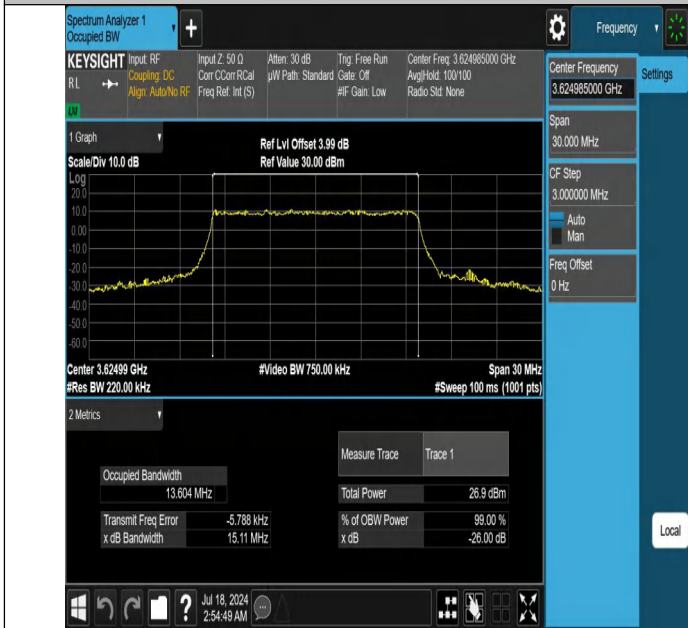 Spectrum Analyzer 1
Occupied BW
+
Frequency
KEYSIGHT
Input: RF
Input Z: 50 Ω
Atten: 30 dB
Trig: Free Run
Center Freq: 3.624985000 GHz
RL
Coupling: DC
Corr CCorr RCal
µW Path: Standard
Gate: Off
Avg|Hold: 100/100
Align: Auto/No RF
Freq Ref: Int (S)
#IF Gain: Low
Radio Std: None
LXI
Center Frequency
3.624985000 GHz
Settings
Span
30.000 MHz
CF Step
3.000000 MHz
Auto
Man
Freq Offset
0 Hz
Local
1 Graph
Ref Lvl Offset 3.99 dB
Scale/Div 10.0 dB
Ref Value 30.00 dBm
Log
20.0
10.0
0.00
-10.0
-20.0
-30.0
-40.0
-50.0
-60.0
Center 3.62499 GHz
#Video BW 750.00 kHz
Span 30 MHz
#Res BW 220.00 kHz
#Sweep 100 ms (1001 pts)
2 Metrics
Measure Trace
Trace 1
Occupied Bandwidth
13.604 MHz
Total Power
26.9 dBm
Transmit Freq Error
-5.788 kHz
% of OBW Power
99.00 %
x dB Bandwidth
15.11 MHz
x dB
-26.00 dB
?
Jul 18, 2024
2:54:49 AM